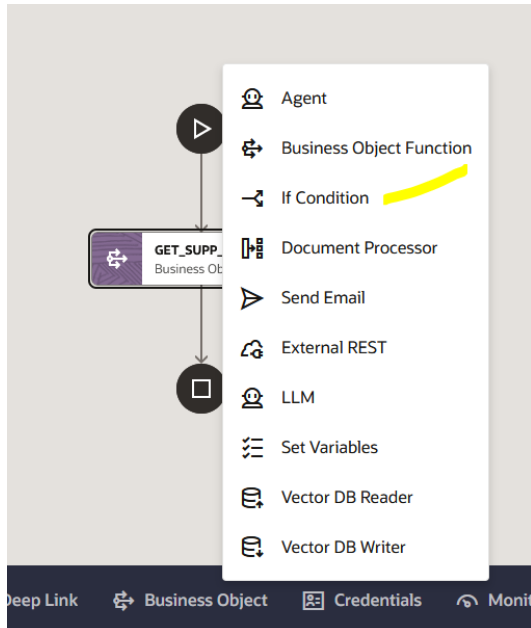 Agent
Business Object Function
If Condition
Document Processor
Send Email
External REST
LLM
Set Variables
Vector DB Reader
Vector DB Writer
GET_SUPP_
Business Ob
Deep Link
Business Object
Credentials
Monit